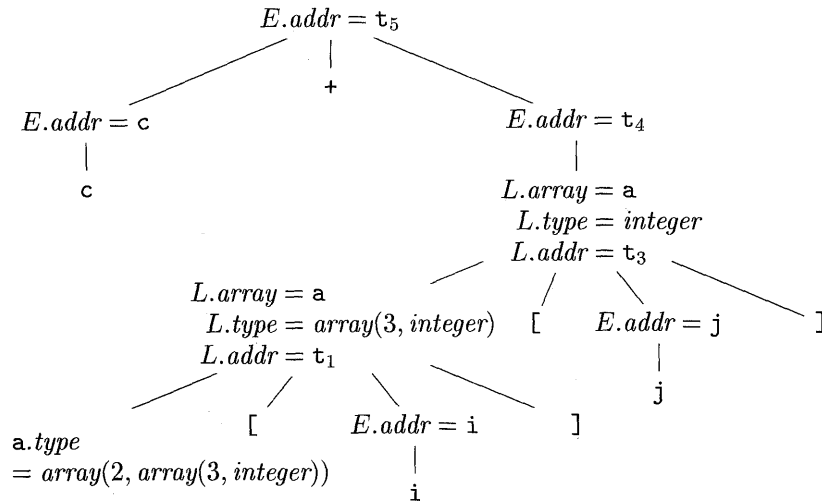 E.addr = t₅
+
E.addr = c
E.addr = t₄
c
L.array = a
L.type = integer
L.addr = t₃
L.array = a
L.type = array(3, integer)
L.addr = t₁
[
E.addr = j
]
j
a.type
= array(2, array(3, integer))
[
E.addr = i
]
i